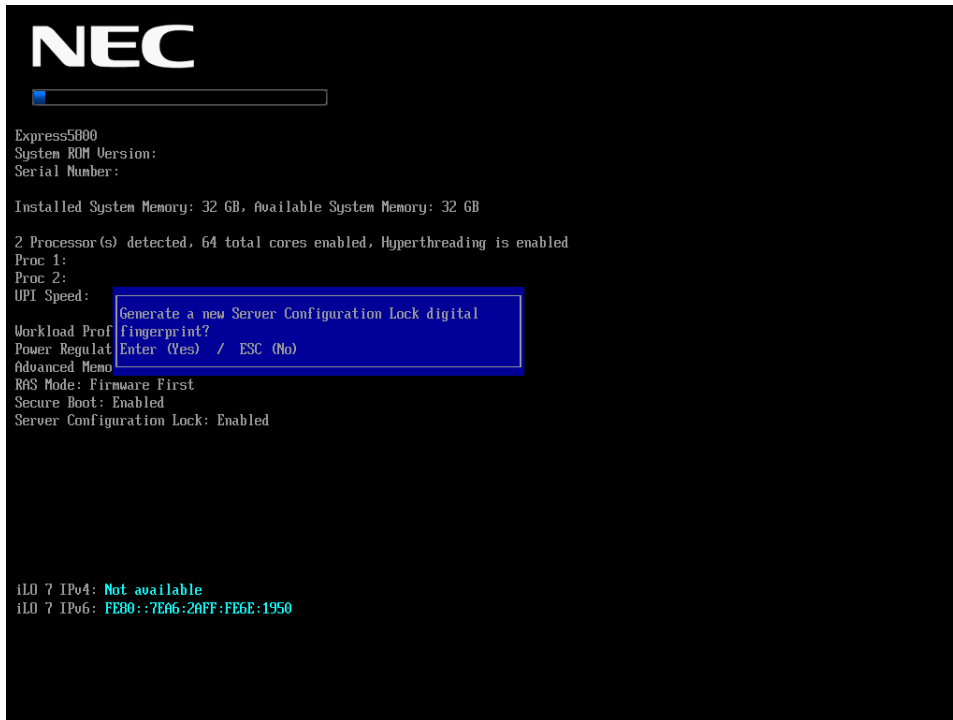 NEC
Express5800
System ROM Version:
Serial Number:
Installed System Memory: 32 GB, Available System Memory: 32 GB
2 Processor(s) detected, 64 total cores enabled, Hyperthreading is enabled
Proc 1:
Proc 2:
UPI Speed:
Generate a new Server Configuration Lock digital
fingerprint?
Enter (Yes) / ESC (No)
Workload Prof
Power Regulat
Advanced Memo
RAS Mode: Firmware First
Secure Boot: Enabled
Server Configuration Lock: Enabled
iLO 7 IPv4: Not available
iLO 7 IPv6: FE80::7EA6:2AFF:FE6E:1950